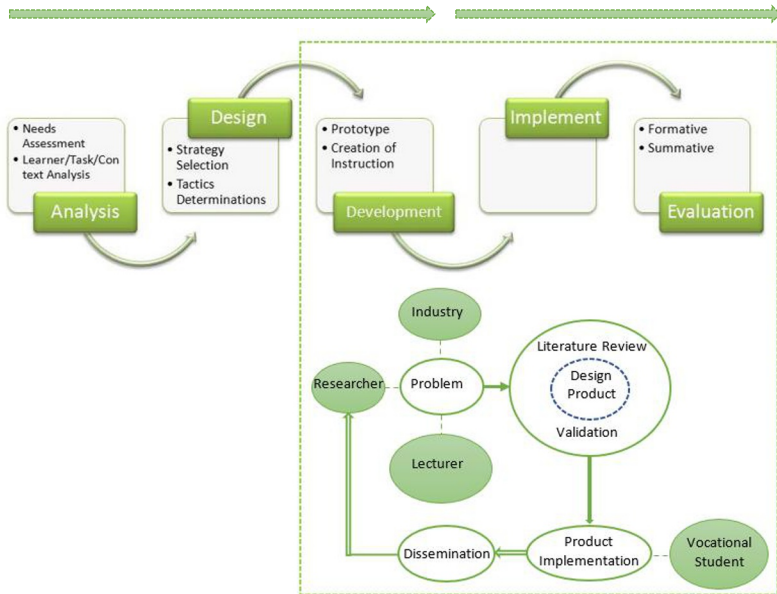 • Needs
Assessment
• Learner/Task/Con
text Analysis
Analysis
Design
• Strategy
Selection
• Tactics
Determinations
• Prototype
• Creation of
Instruction
Development
Implement
• Formative
• Summative
Evaluation
Industry
Researcher
Problem
Lecturer
Literature Review
Design
Product
Validation
Dissemination
Product
Implementation
Vocational
Student